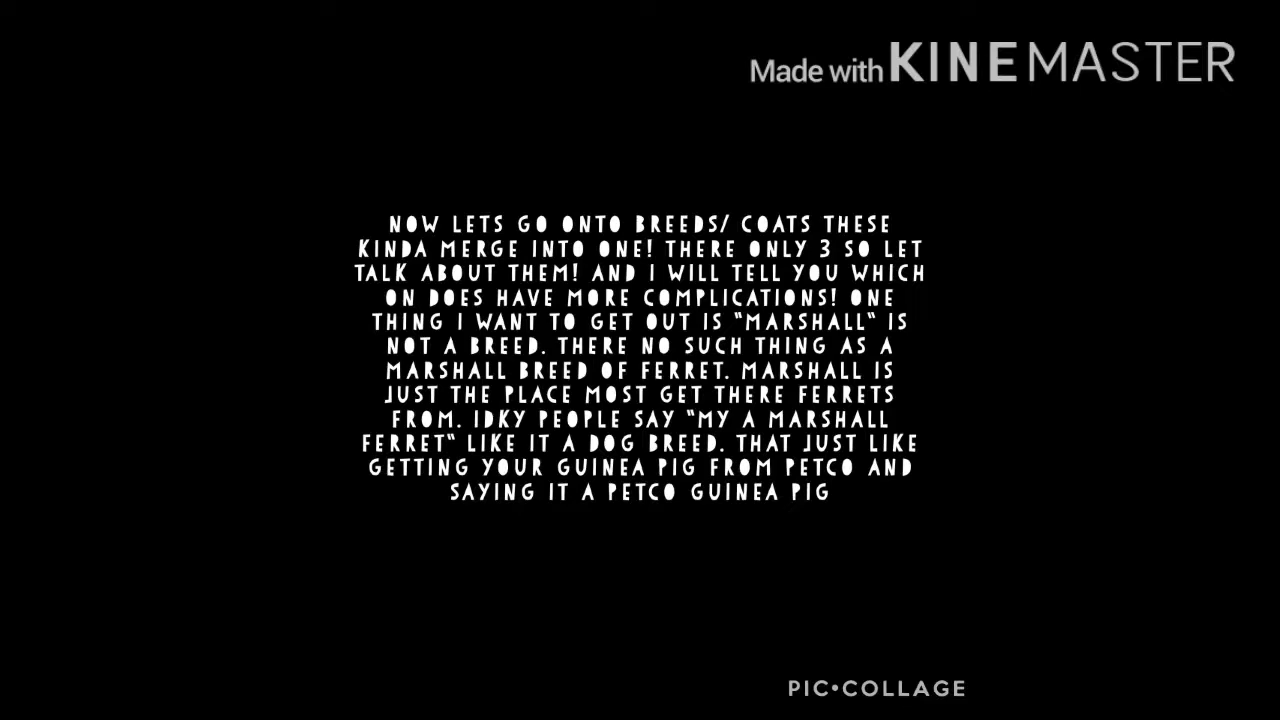 Made with KINEMASTER
NOW LETS GO ONTO BREEDS/ COATS THESE
KINDA MERGE INTO ONE! THERE ONLY 3 SO LET
TALK ABOUT THEM! AND I WILL TELL YOU WHICH
ON DOES HAVE MORE COMPLICATIONS! ONE
THING I WANT TO GET OUT IS "MARSHALL" IS
NOT A BREED. THERE NO SUCH THING AS A
MARSHALL BREED OF FERRET. MARSHALL IS
JUST THE PLACE MOST GET THERE FERRETS
FROM. IDKY PEOPLE SAY "MY A MARSHALL
FERRET" LIKE IT A DOG BREED. THAT JUST LIKE
GETTING YOUR GUINEA PIG FROM PETCO AND
SAYING IT A PETCO GUINEA PIG
PIC•COLLAGE